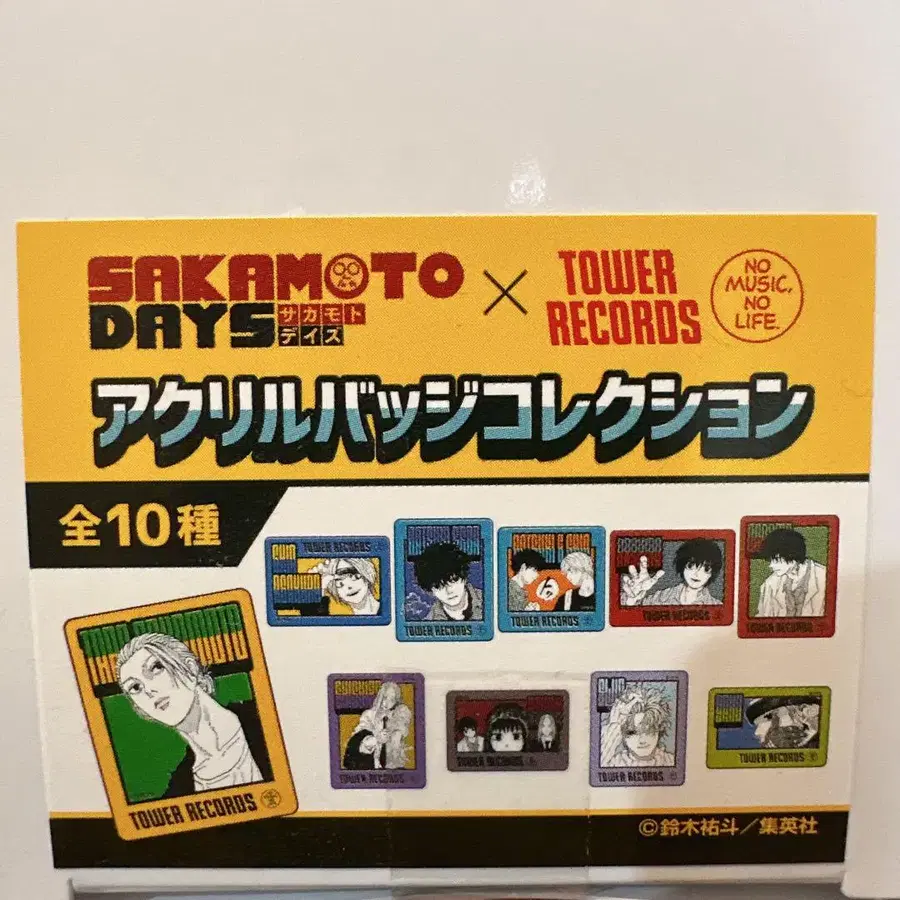 SAKAMOTO
DAYS サカモト
デイズ
×
TOWER
RECORDS
NO
MUSIC,
NO
LIFE.
アクリルバッジコレクション
全10種
TOWER RECORDS
TOWER RECORDS
TOWER RECORDS
TOWER RECORDS
TOWER RECORDS
TOWER RECORDS
TOWER RECORDS
TOWER RECORDS
TOWER RECORDS
TOWER RECORDS
©鈴木祐斗/集英社